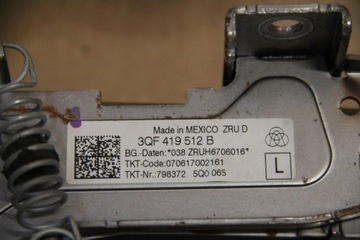 Made in MEXICO ZRU D
3QF 419 512 B
BG.-Daten: *038 ZRUH6706016*
TKT-Code:070617002161
TKT-Nr.:798372 5Q0 065
L